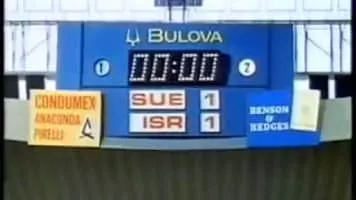 BULOVA
1 00:00 2
SUE 1
ISR 1
CONDUMEX
ANACONDA
PIRELLI
BENSON
&
HEDGES